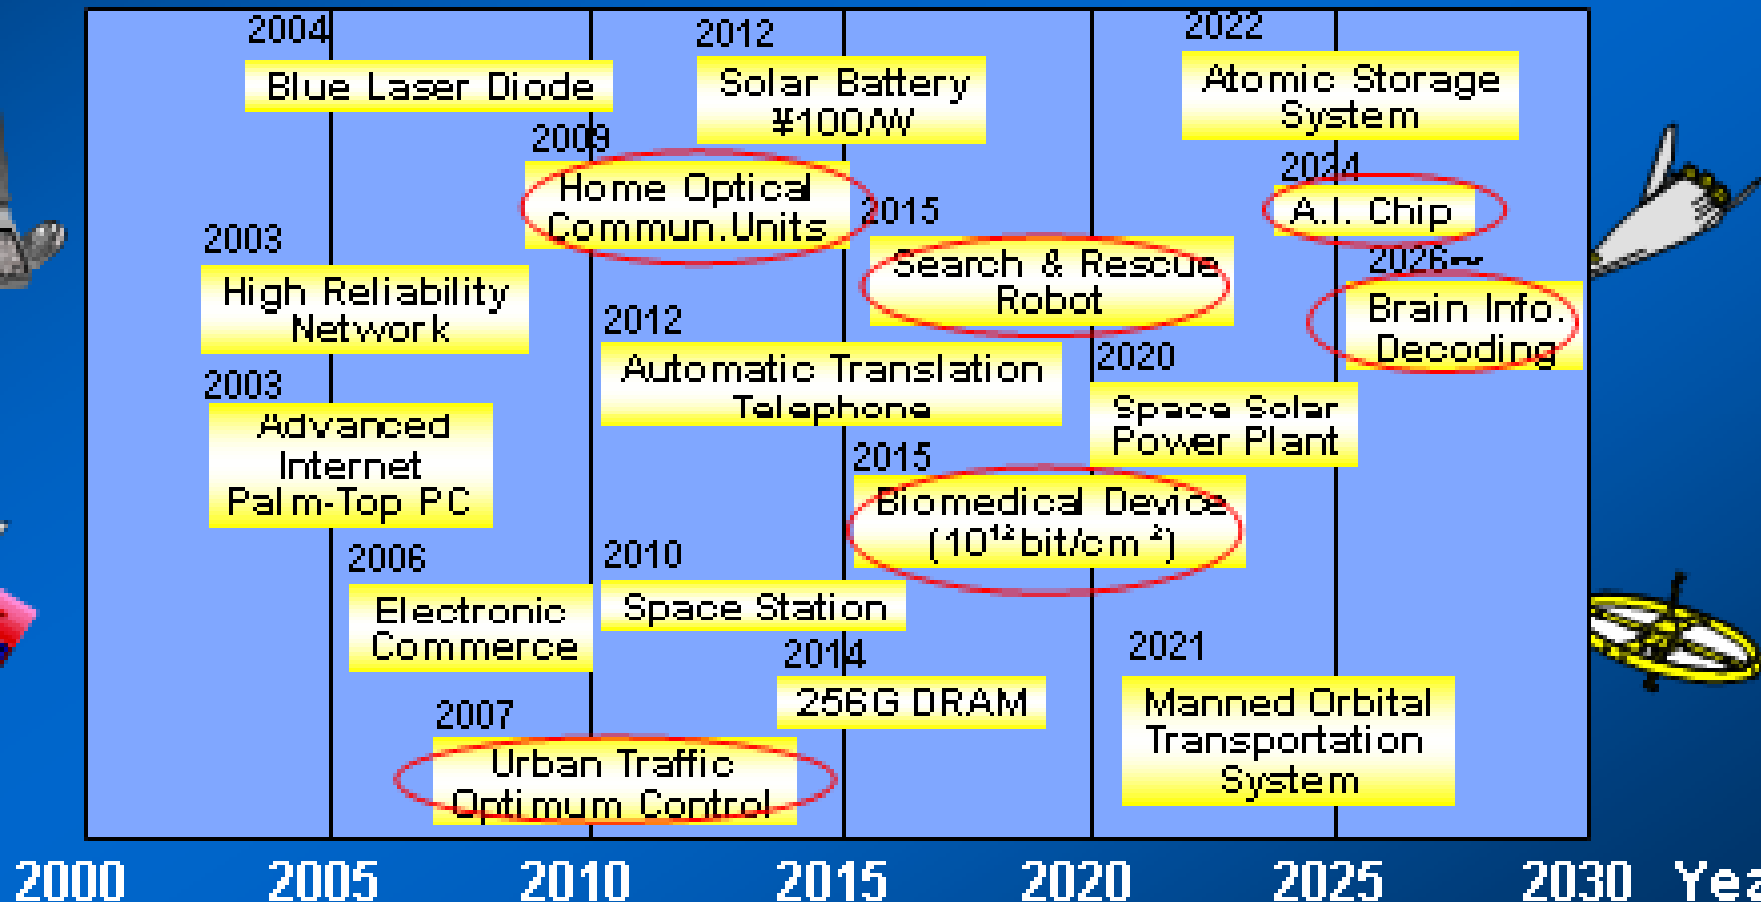 2004
Blue Laser Diode
2012
Solar Battery
¥100/W
2022
Atomic Storage
System
2009
Home Optical
Commun.Units
2024
A.I. Chip
2015
Search & Rescue
Robot
2026~
Brain Info.
Decoding
2003
High Reliability
Network
2012
Automatic Translation
Telephone
2020
Space Solar
Power Plant
2003
Advanced
Internet
Palm-Top PC
2015
Biomedical Device
(10¹²bit/cm²)
2006
Electronic
Commerce
2010
Space Station
2014
256G DRAM
2021
Manned Orbital
Transportation
System
2007
Urban Traffic
Optimum Control
2000 2005 2010 2015 2020 2025 2030 Yea